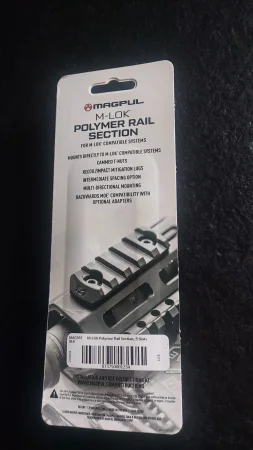 MAGPUL
M-LOK
POLYMER RAIL
SECTION
FOR M-LOK COMPATIBLE SYSTEMS
MOUNTS DIRECTLY TO M-LOK COMPATIBLE SYSTEMS
CAMMED T-NUTS
RECOIL/IMPACT MITIGATION LUGS
INTERMEDIATE SPACING OPTION
MULTI-DIRECTIONAL MOUNTING
BACKWARDS MOE COMPATIBILITY WITH
OPTIONAL ADAPTERS
M-LOK Polymer Rail Section, 5 Slots